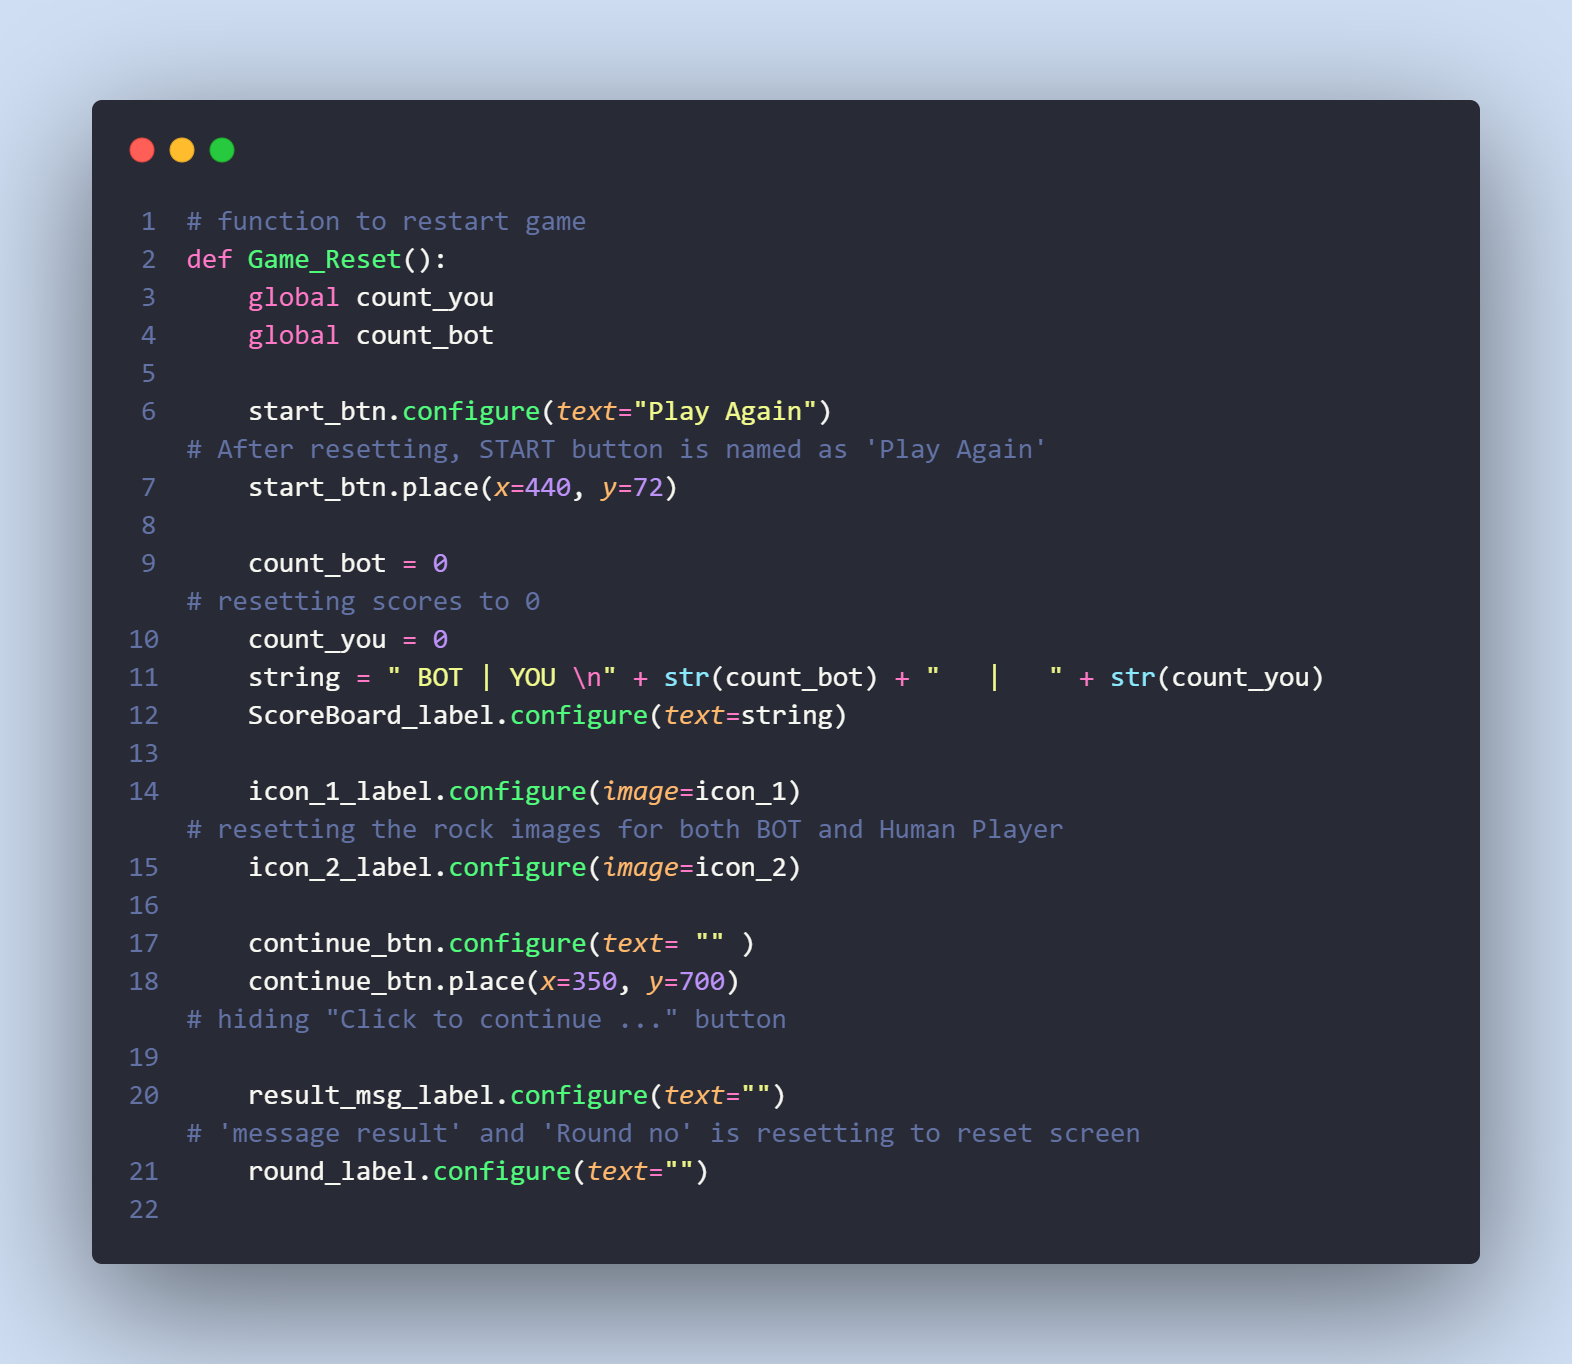 1 # function to restart game
2 def Game_Reset():
3     global count_you
4     global count_bot
5
6     start_btn.configure(text="Play Again")
# After resetting, START button is named as 'Play Again'
7     start_btn.place(x=440, y=72)
8
9     count_bot = 0
# resetting scores to 0
10     count_you = 0
11     string = " BOT | YOU \n" + str(count_bot) + "   |   " + str(count_you)
12     ScoreBoard_label.configure(text=string)
13
14     icon_1_label.configure(image=icon_1)
# resetting the rock images for both BOT and Human Player
15     icon_2_label.configure(image=icon_2)
16
17     continue_btn.configure(text= "" )
18     continue_btn.place(x=350, y=700)
# hiding "Click to continue ..." button
19
20     result_msg_label.configure(text="")
# 'message result' and 'Round no' is resetting to reset screen
21     round_label.configure(text="")
22